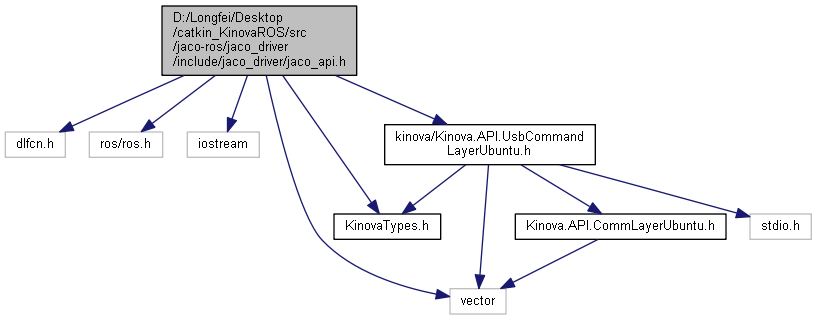 D:/Longfei/Desktop
/catkin_KinovaROS/src
/jaco-ros/jaco_driver
/include/jaco_driver/jaco_api.h
dlfcn.h
ros/ros.h
iostream
kinova/Kinova.API.UsbCommand
LayerUbuntu.h
KinovaTypes.h
Kinova.API.CommLayerUbuntu.h
stdio.h
vector